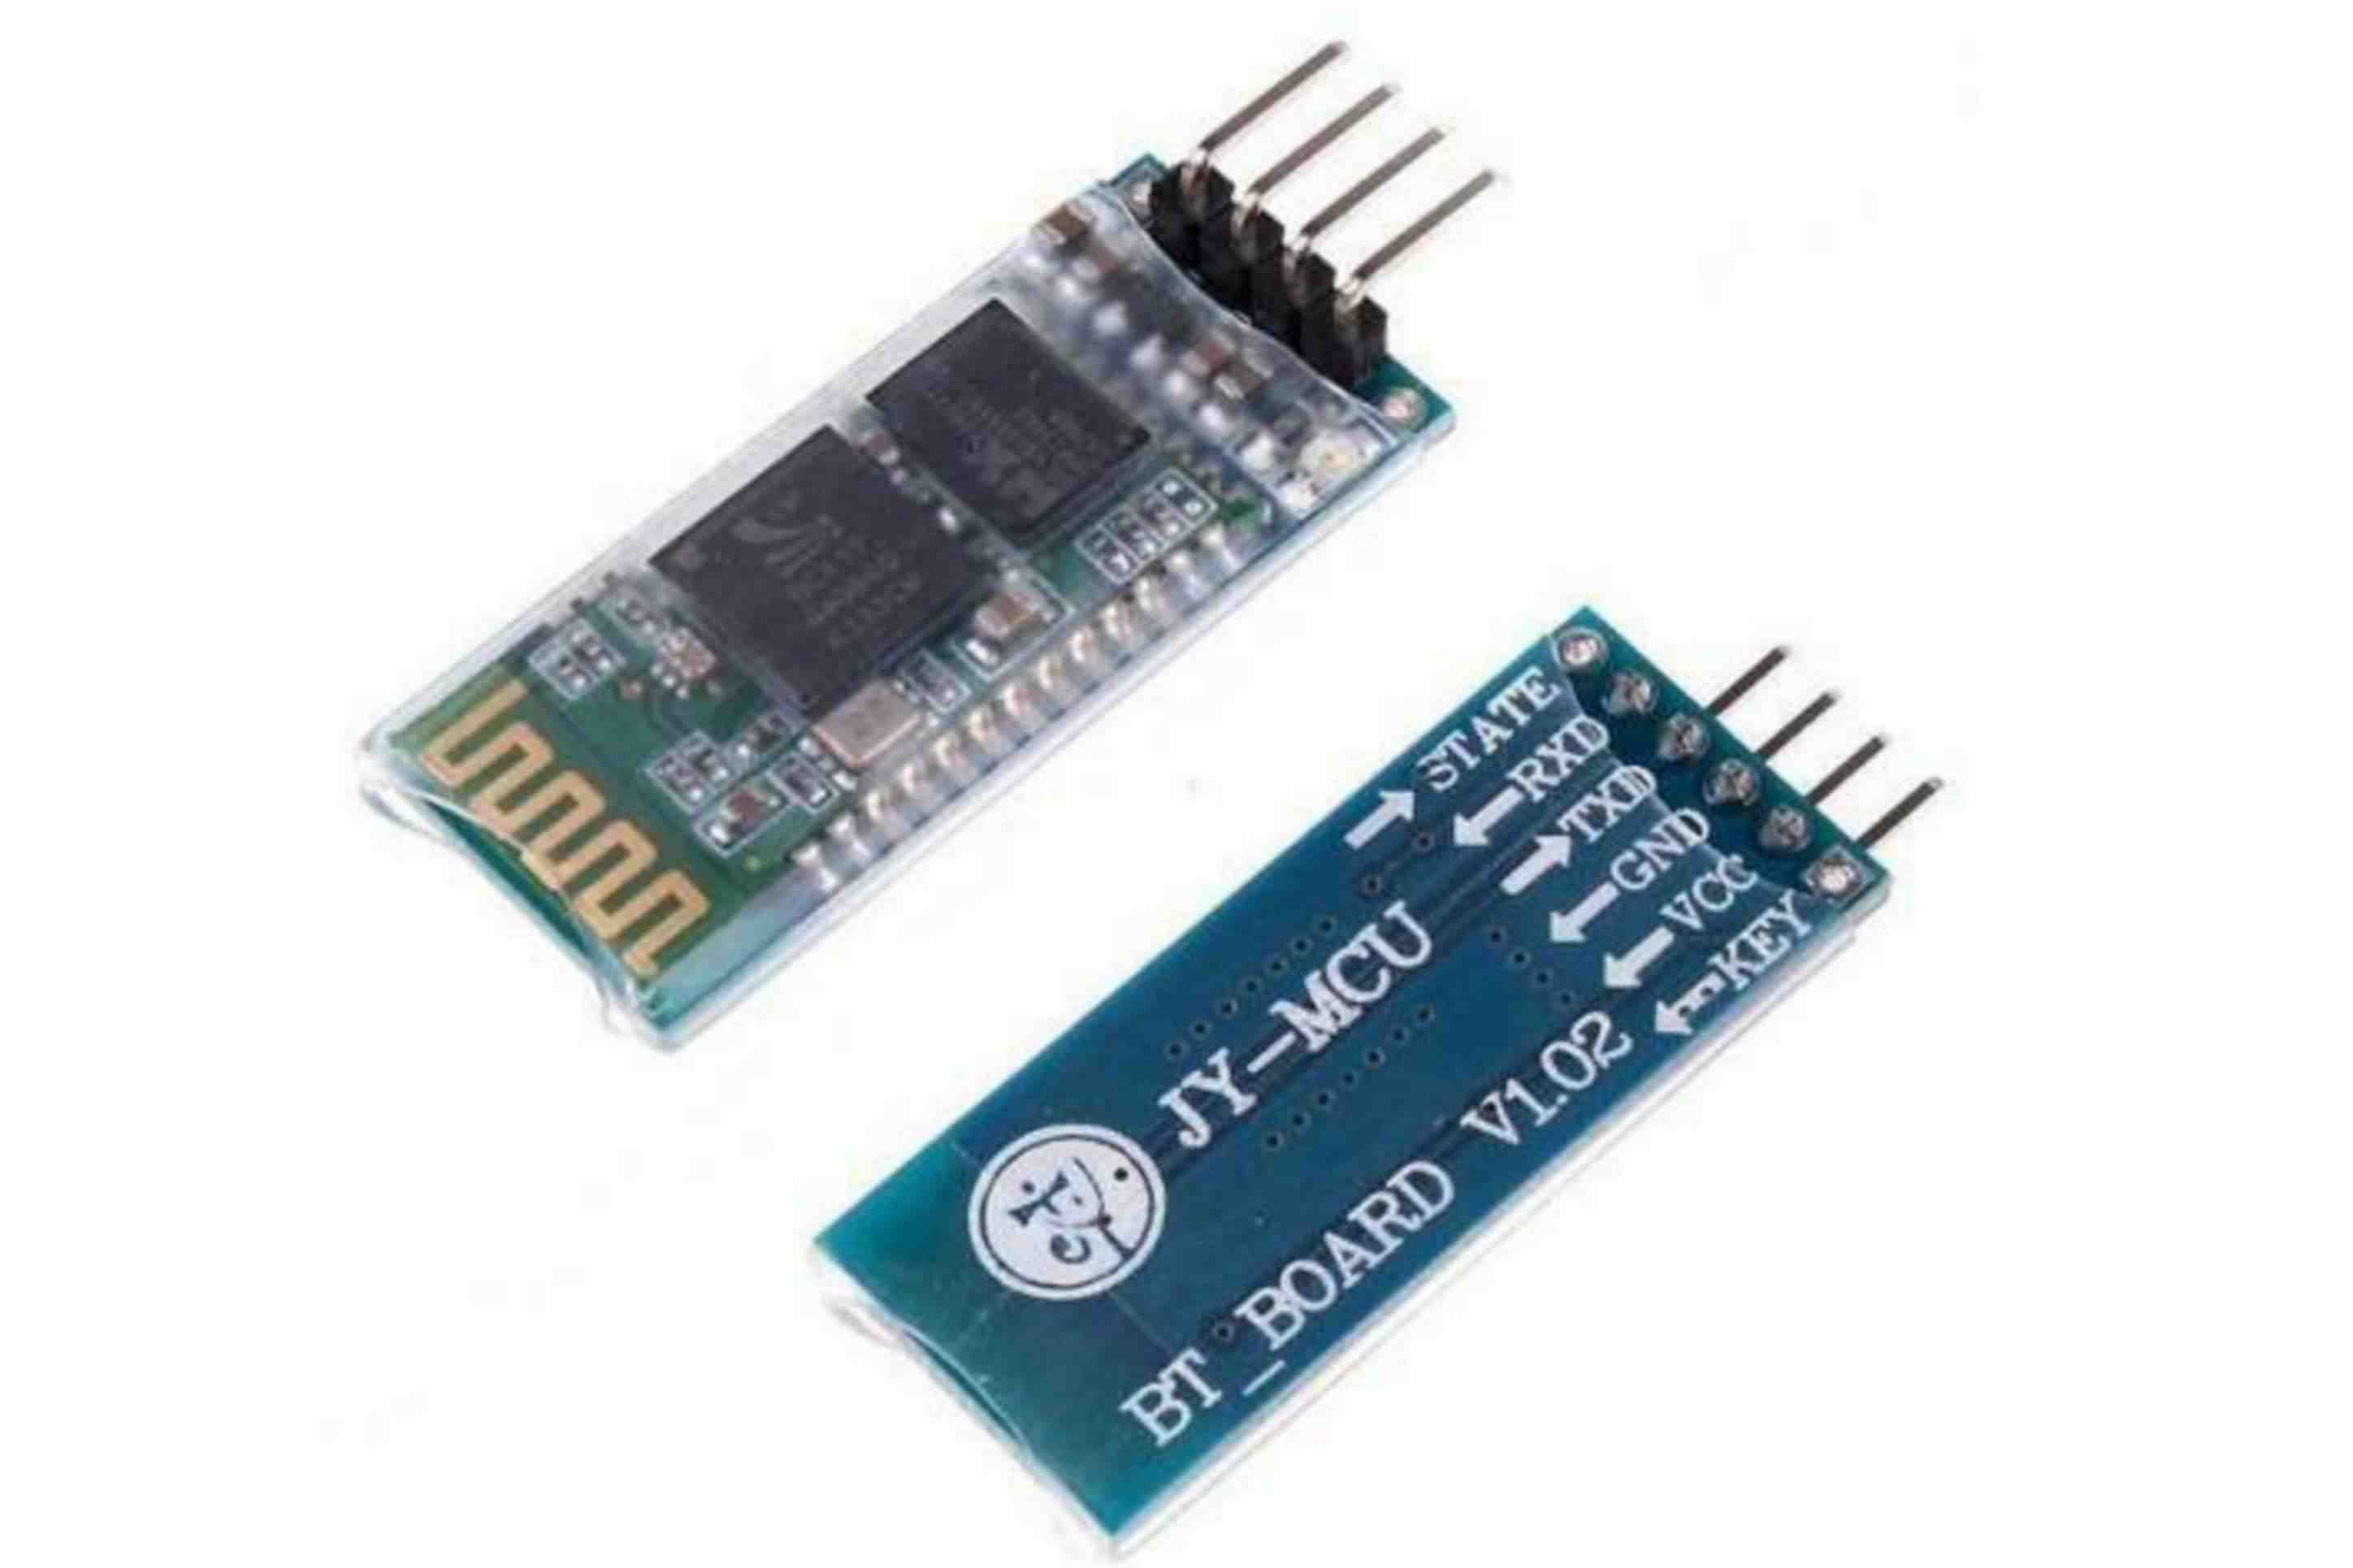 STATE
RXD
TXD
GND
VCC
KEY
JY-MCU
BT_BOARD V1.02